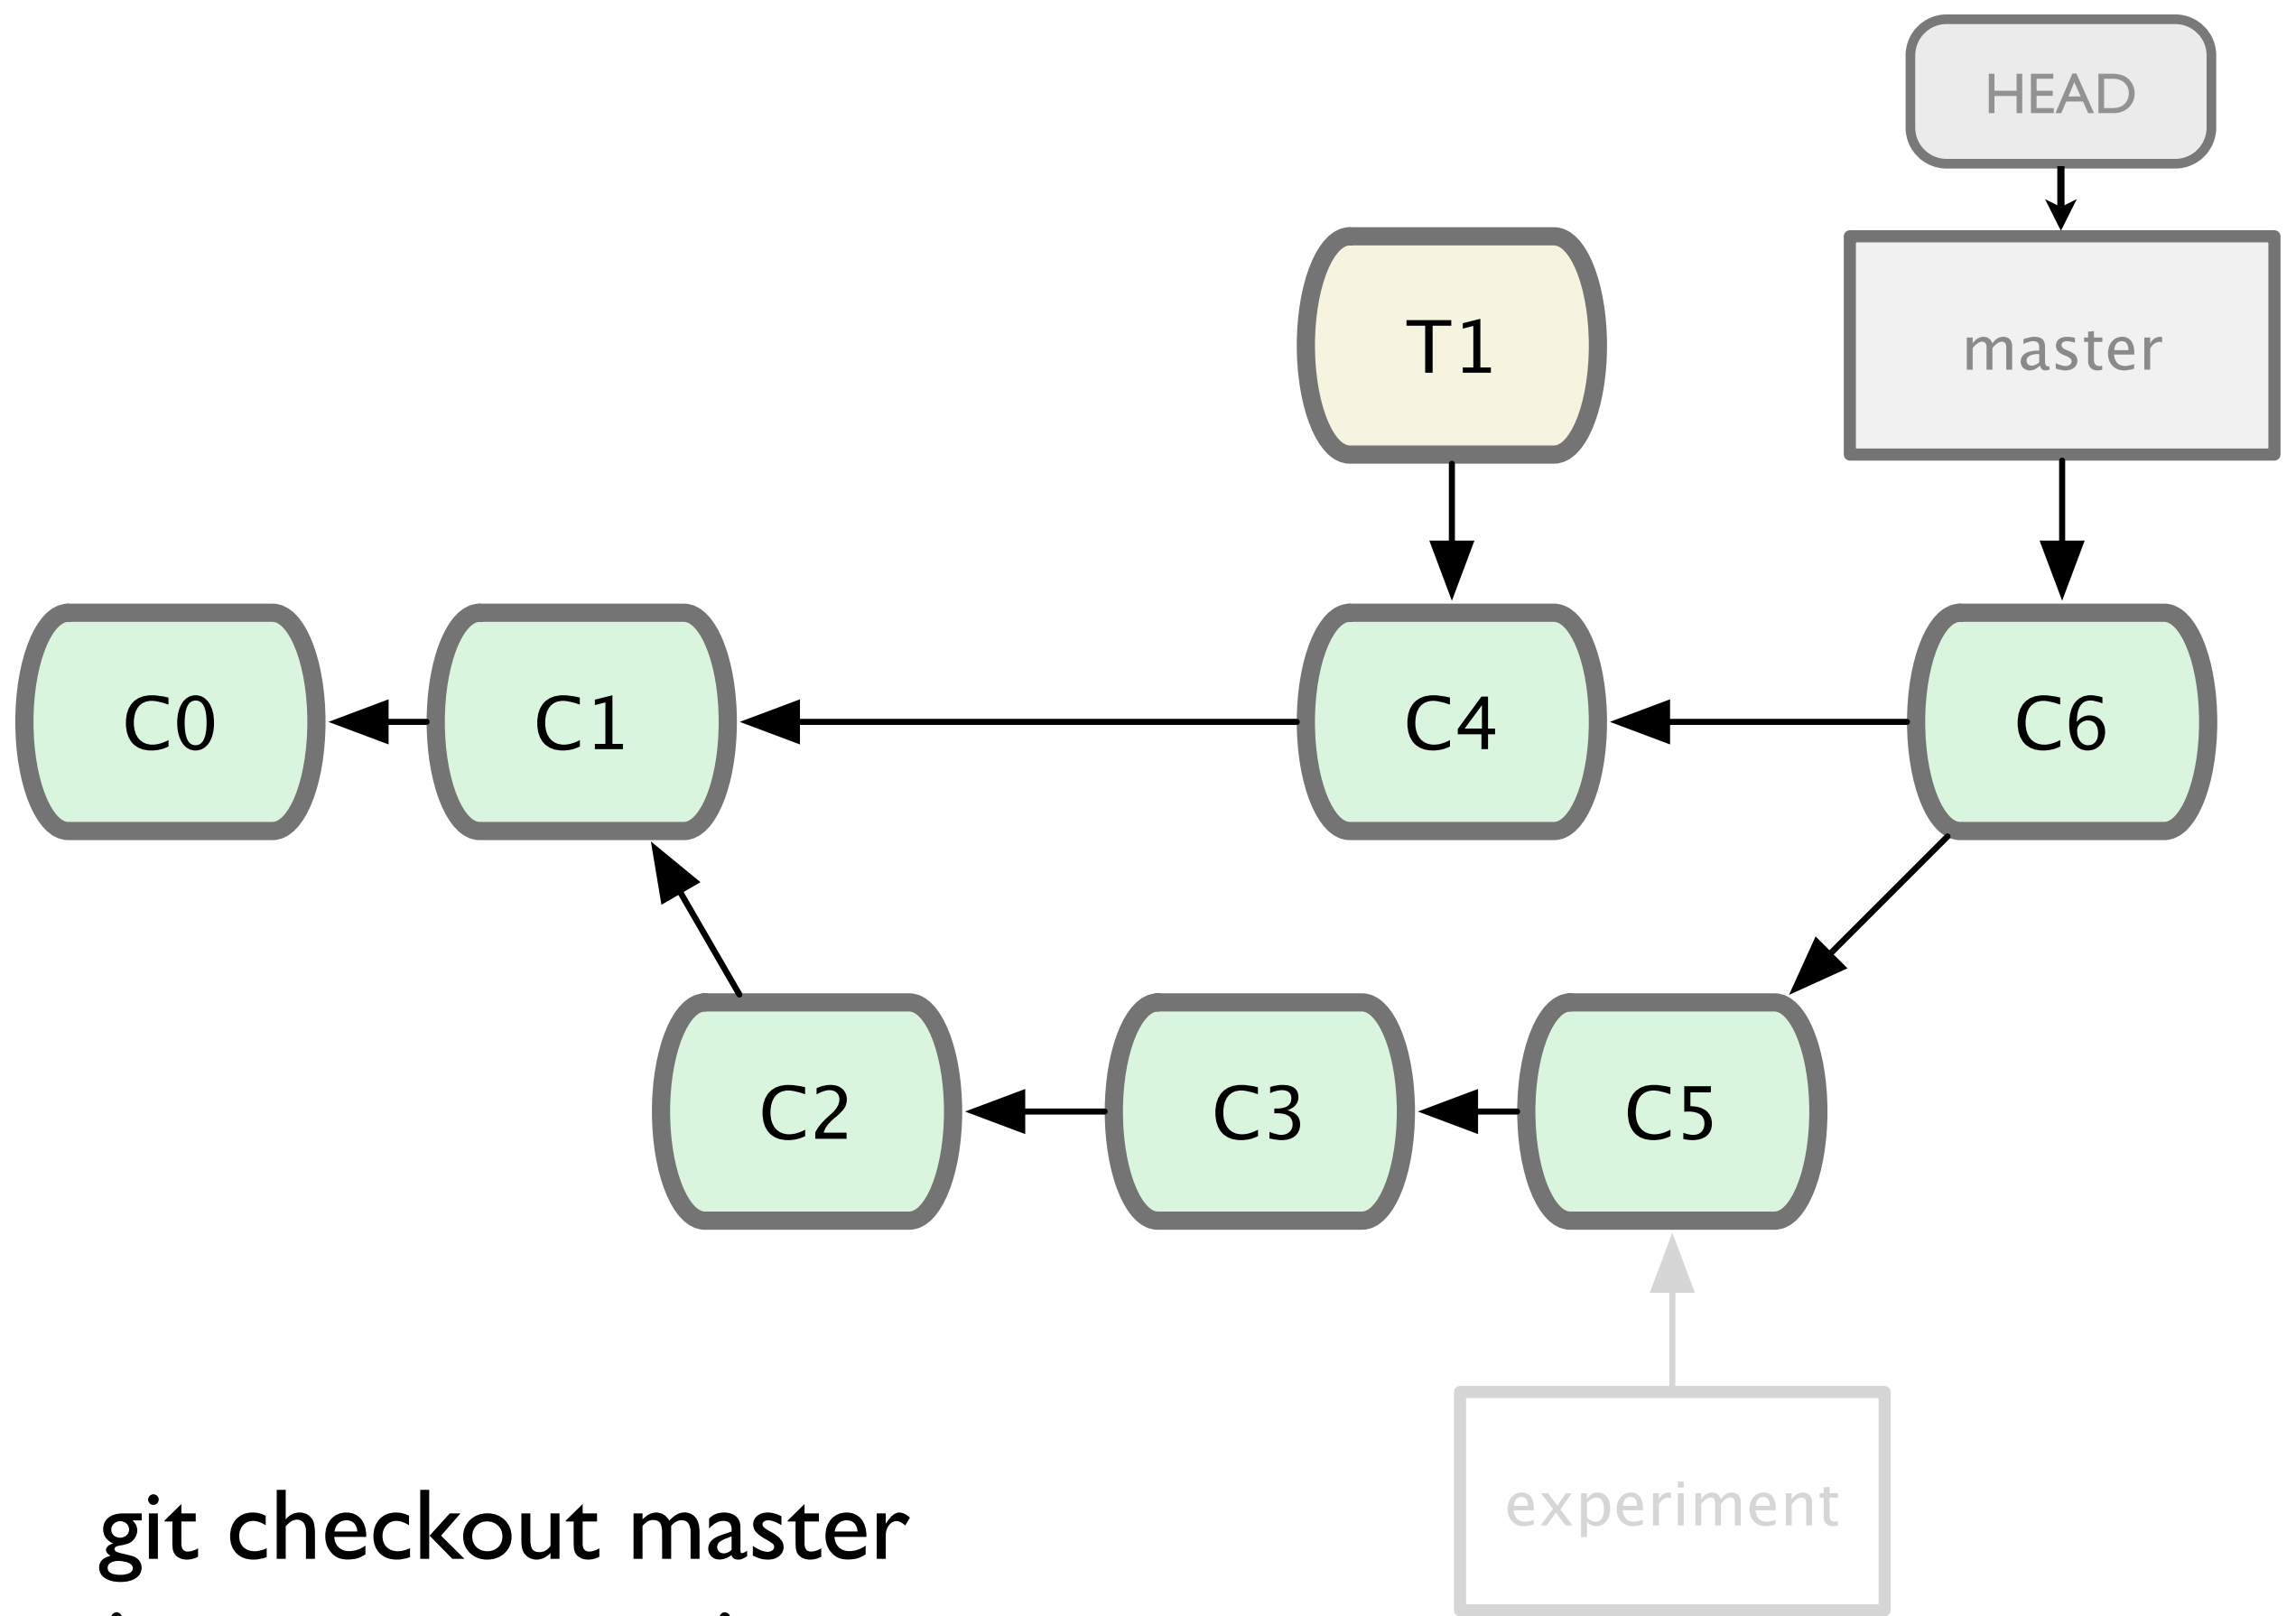 HEAD
T1
master
C0
C1
C4
C6
C2
C3
C5
experiment
git checkout master